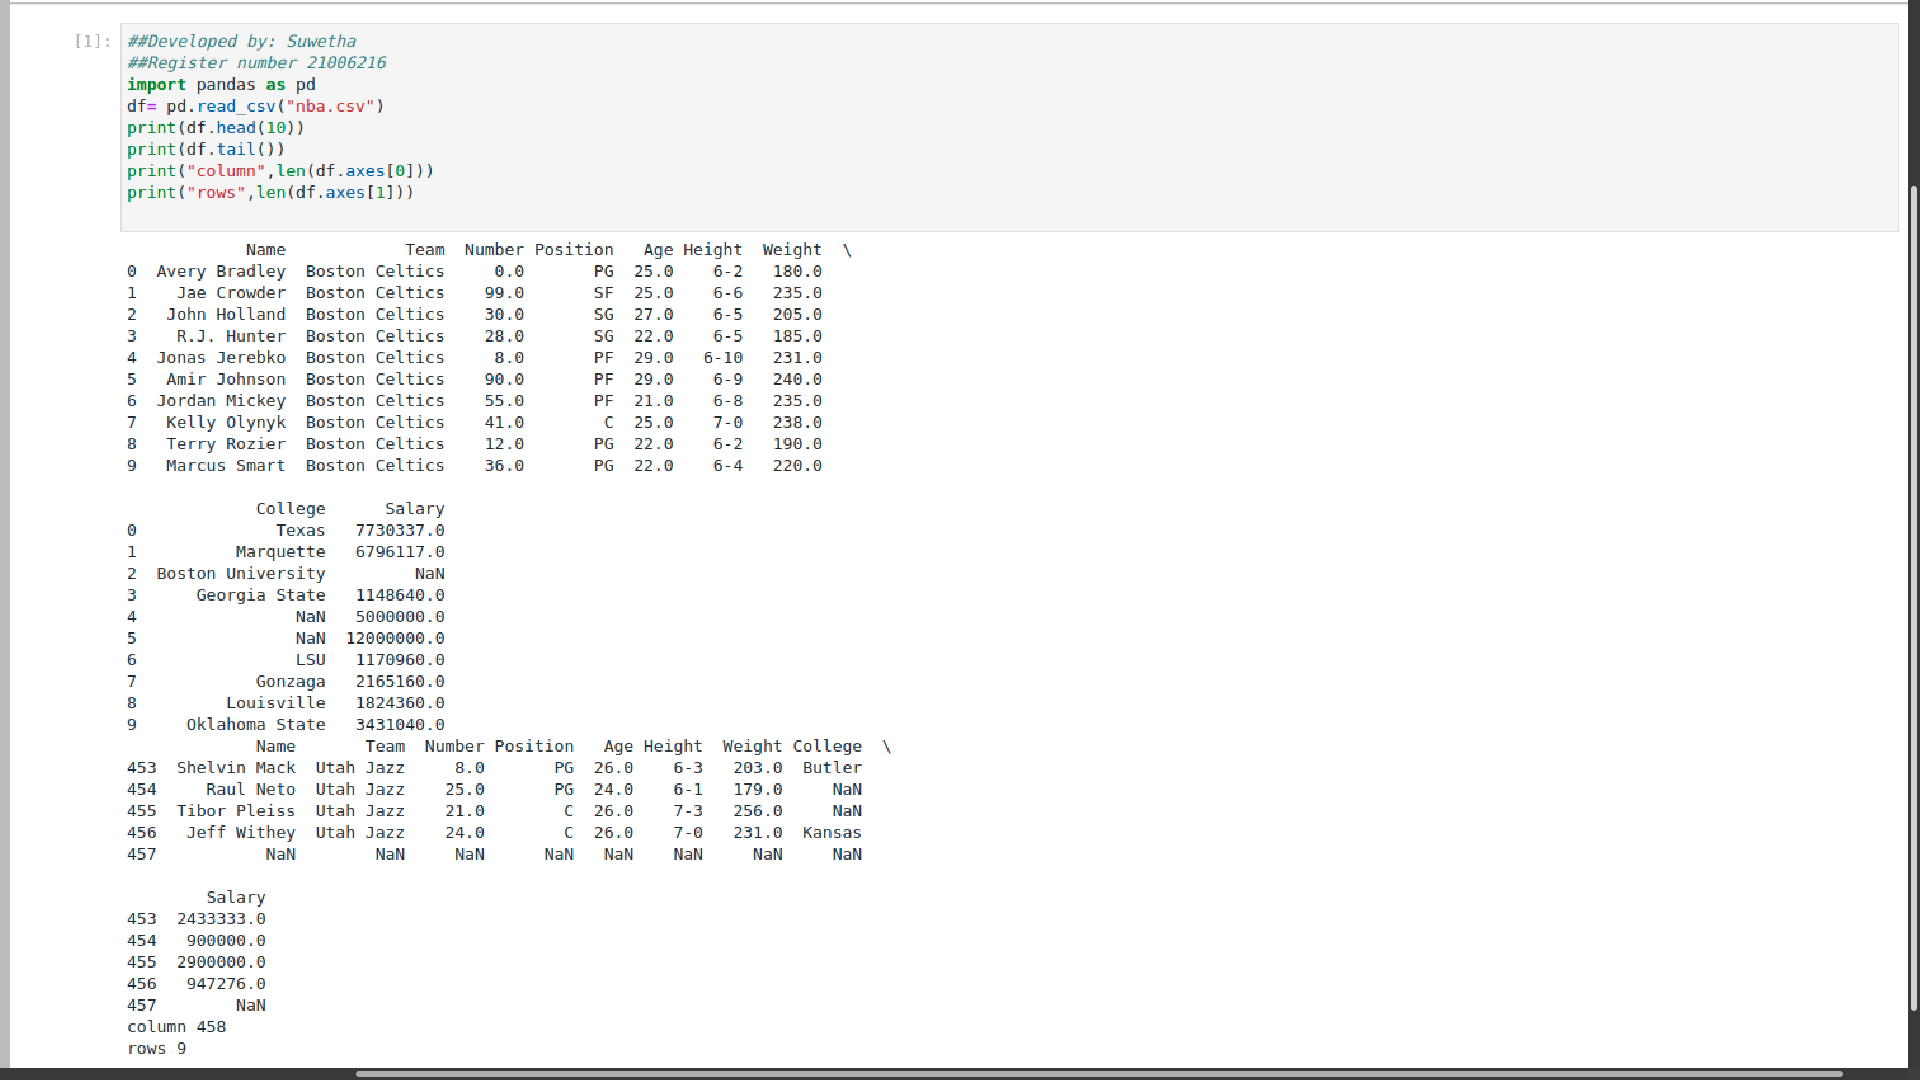 [1]: ##Developed by: Suwetha
##Register number 21006216
import pandas as pd
df= pd.read_csv("nba.csv")
print(df.head(10))
print(df.tail())
print("column",len(df.axes[0]))
print("rows",len(df.axes[1]))
Name Team Number Position Age Height Weight \
0 Avery Bradley Boston Celtics 0.0 PG 25.0 6-2 180.0
1 Jae Crowder Boston Celtics 99.0 SF 25.0 6-6 235.0
2 John Holland Boston Celtics 30.0 SG 27.0 6-5 205.0
3 R.J. Hunter Boston Celtics 28.0 SG 22.0 6-5 185.0
4 Jonas Jerebko Boston Celtics 8.0 PF 29.0 6-10 231.0
5 Amir Johnson Boston Celtics 90.0 PF 29.0 6-9 240.0
6 Jordan Mickey Boston Celtics 55.0 PF 21.0 6-8 235.0
7 Kelly Olynyk Boston Celtics 41.0 C 25.0 7-0 238.0
8 Terry Rozier Boston Celtics 12.0 PG 22.0 6-2 190.0
9 Marcus Smart Boston Celtics 36.0 PG 22.0 6-4 220.0
College Salary
0 Texas 7730337.0
1 Marquette 6796117.0
2 Boston University NaN
3 Georgia State 1148640.0
4 NaN 5000000.0
5 NaN 12000000.0
6 LSU 1170960.0
7 Gonzaga 2165160.0
8 Louisville 1824360.0
9 Oklahoma State 3431040.0
Name Team Number Position Age Height Weight College \
453 Shelvin Mack Utah Jazz 8.0 PG 26.0 6-3 203.0 Butler
454 Raul Neto Utah Jazz 25.0 PG 24.0 6-1 179.0 NaN
455 Tibor Pleiss Utah Jazz 21.0 C 26.0 7-3 256.0 NaN
456 Jeff Withey Utah Jazz 24.0 C 26.0 7-0 231.0 Kansas
457 NaN NaN NaN NaN NaN NaN NaN NaN
Salary
453 2433333.0
454 900000.0
455 2900000.0
456 947276.0
457 NaN
column 458
rows 9